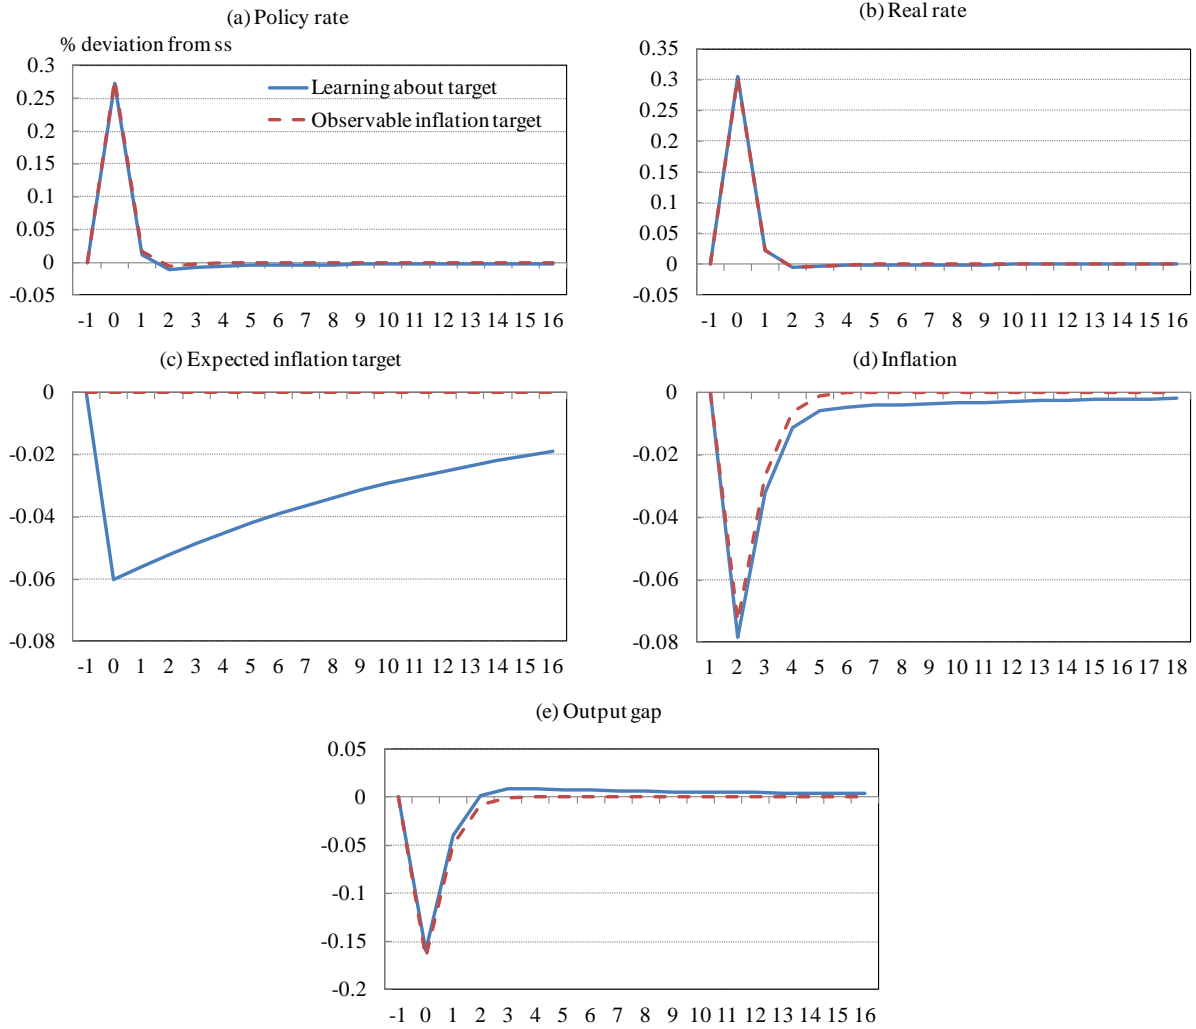 (a) Policy rate
% deviation from ss
0.3
0.25
0.2
0.15
0.1
0.05
0
-0.05
-1 0 1 2 3 4 5 6 7 8 9 10 11 12 13 14 15 16
Learning about target
Observable inflation target
(b) Real rate
0.35
0.3
0.25
0.2
0.15
0.1
0.05
0
-0.05
-1 0 1 2 3 4 5 6 7 8 9 10 11 12 13 14 15 16
(c) Expected inflation target
0
-0.02
-0.04
-0.06
-0.08
-1 0 1 2 3 4 5 6 7 8 9 10 11 12 13 14 15 16
(d) Inflation
0
-0.02
-0.04
-0.06
-0.08
1 2 3 4 5 6 7 8 9 10 11 12 13 14 15 16 17 18
(e) Output gap
0.05
0
-0.05
-0.1
-0.15
-0.2
-1 0 1 2 3 4 5 6 7 8 9 10 11 12 13 14 15 16